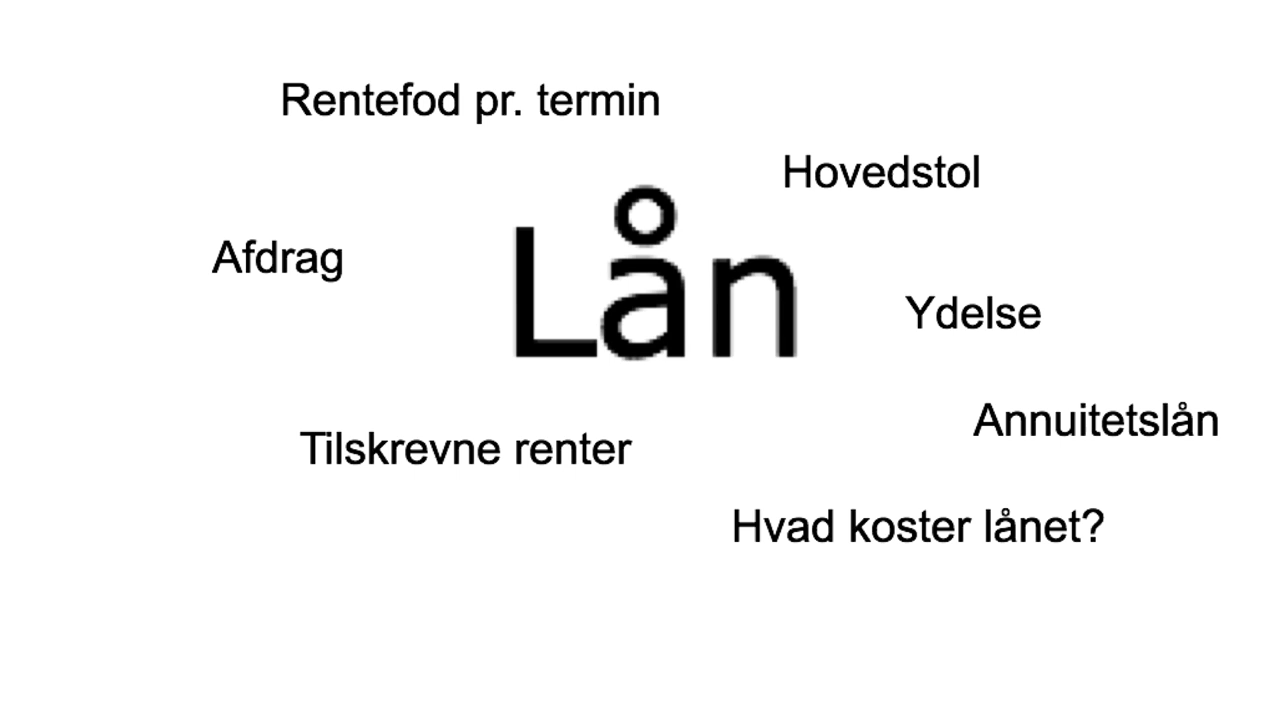 Rentefod pr. termin
Hovedstol
Lån
Afdrag
Ydelse
Annuitetslån
Tilskrevne renter
Hvad koster lånet?